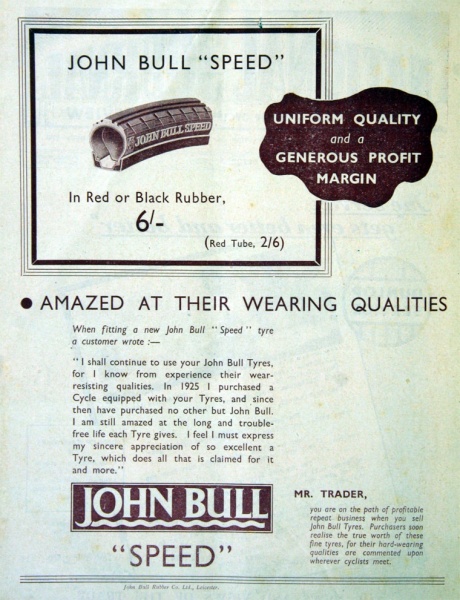 JOHN BULL "SPEED"
JOHN BULL SPEED
UNIFORM QUALITY
and a
GENEROUS PROFIT
MARGIN
In Red or Black Rubber,
6/-
(Red Tube, 2/6)
● AMAZED AT THEIR WEARING QUALITIES
When fitting a new John Bull "Speed" tyre
a customer wrote :—
"I shall continue to use your John Bull Tyres,
for I know from experience their wear-
resisting qualities. In 1925 I purchased a
Cycle equipped with your Tyres, and since
then have purchased no other but John Bull.
I am still amazed at the long and trouble-
free life each Tyre gives. I feel I must express
my sincere appreciation of so excellent a
Tyre, which does all that is claimed for it
and more."
JOHN BULL
"SPEED"
MR. TRADER,
you are on the path of profitable
repeat business when you sell
John Bull Tyres. Purchasers soon
realise the true worth of these
fine tyres, for their hard-wearing
qualities are commented upon
wherever cyclists meet.
John Bull Rubber Co. Ltd., Leicester.